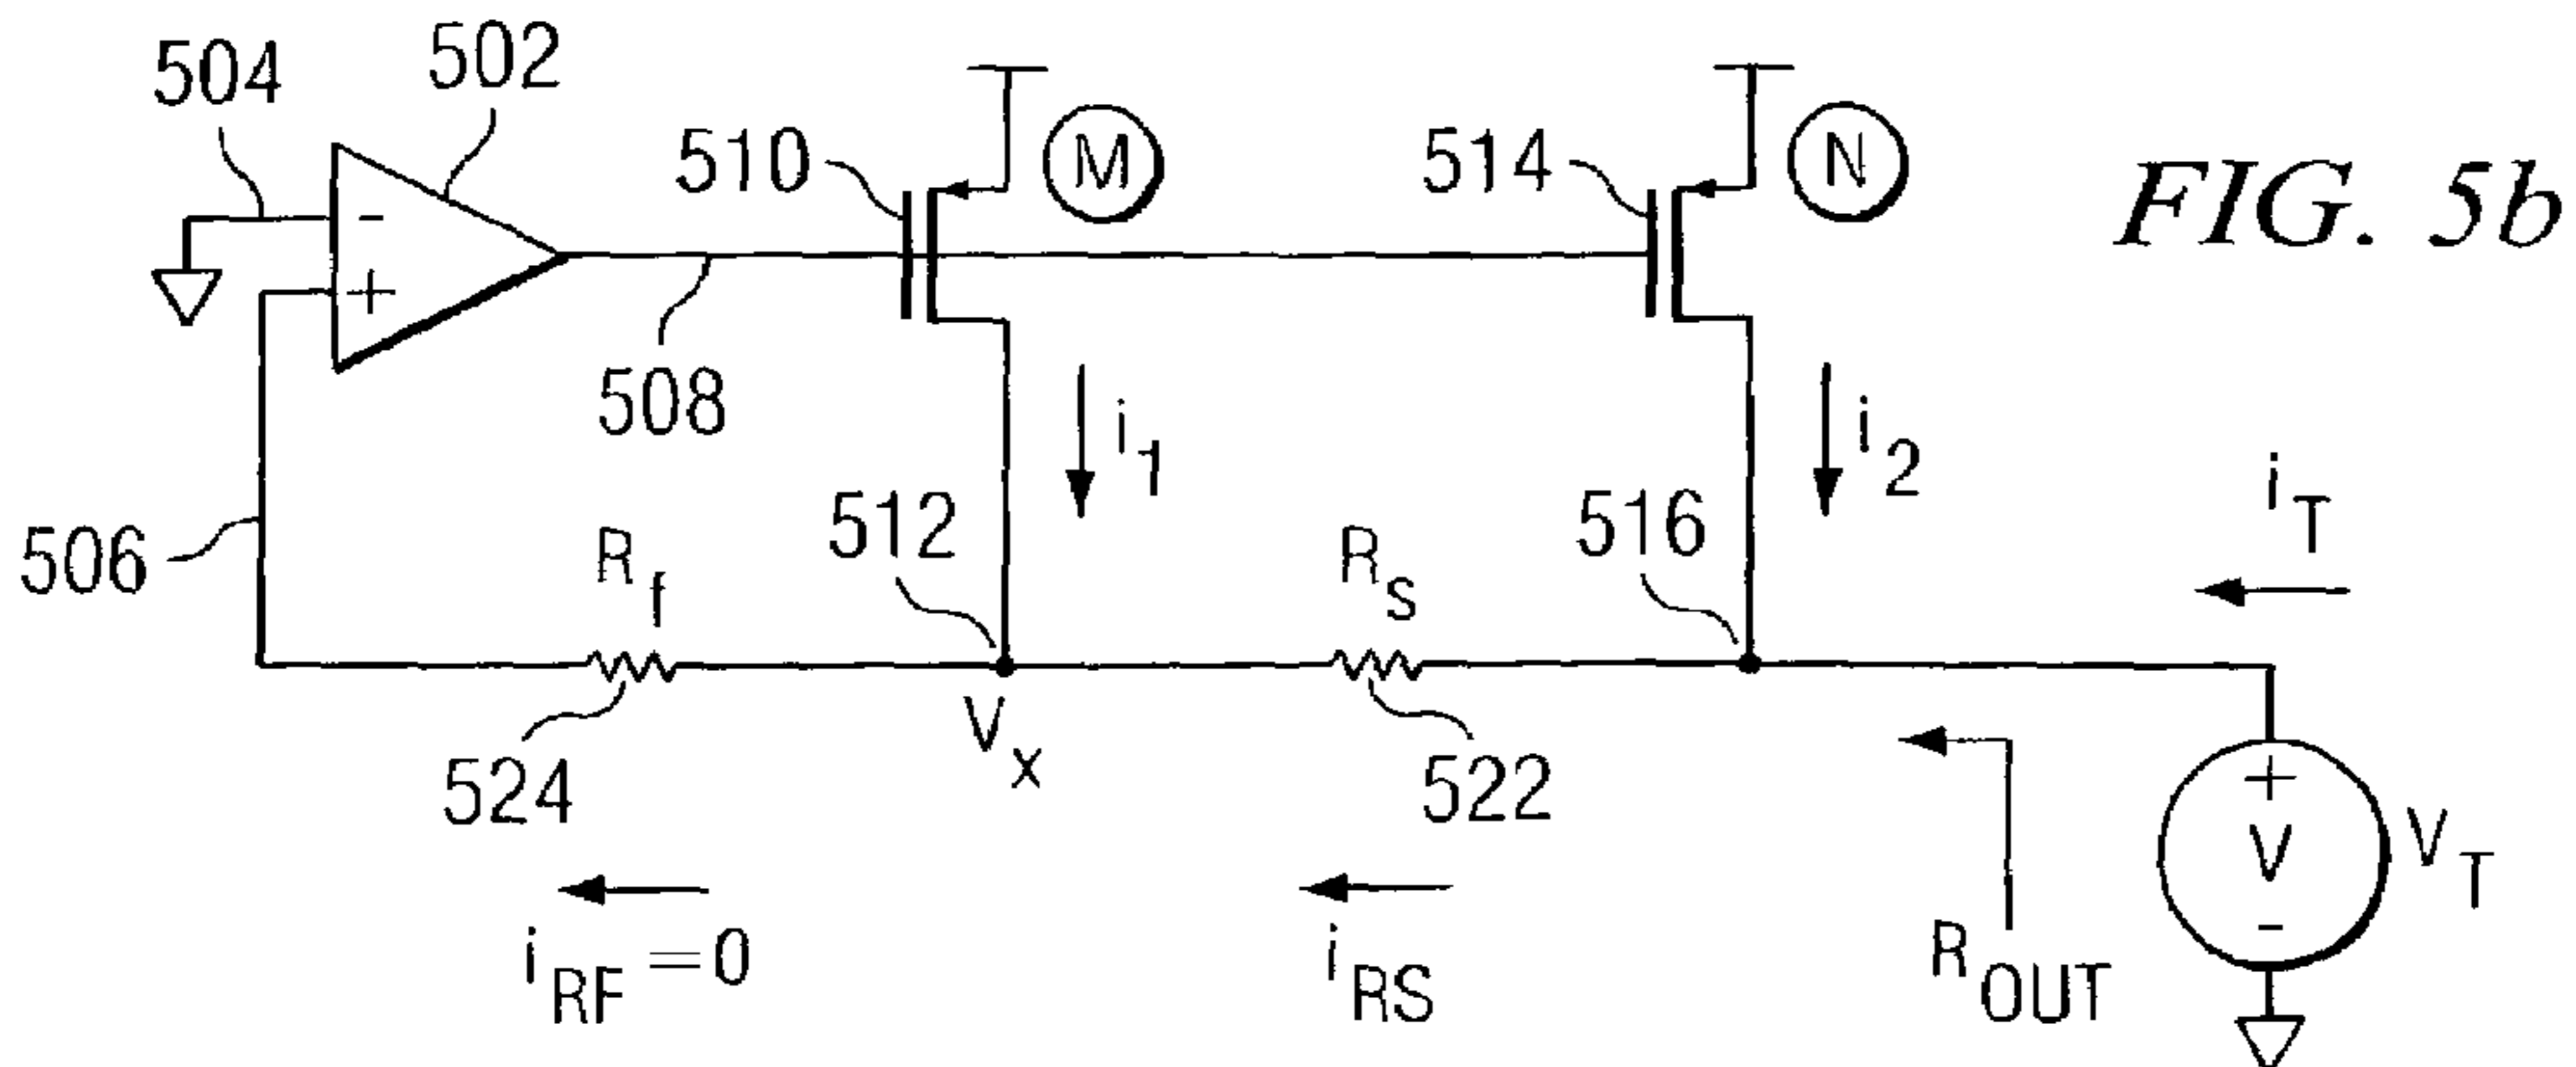 504
502
510
M
514
N
FIG. 5b
-
+
508
i1
i2
506
Rf
512
Rs
516
iT
524
Vx
522
iRF=0
iRS
ROUT
+
V
-
VT